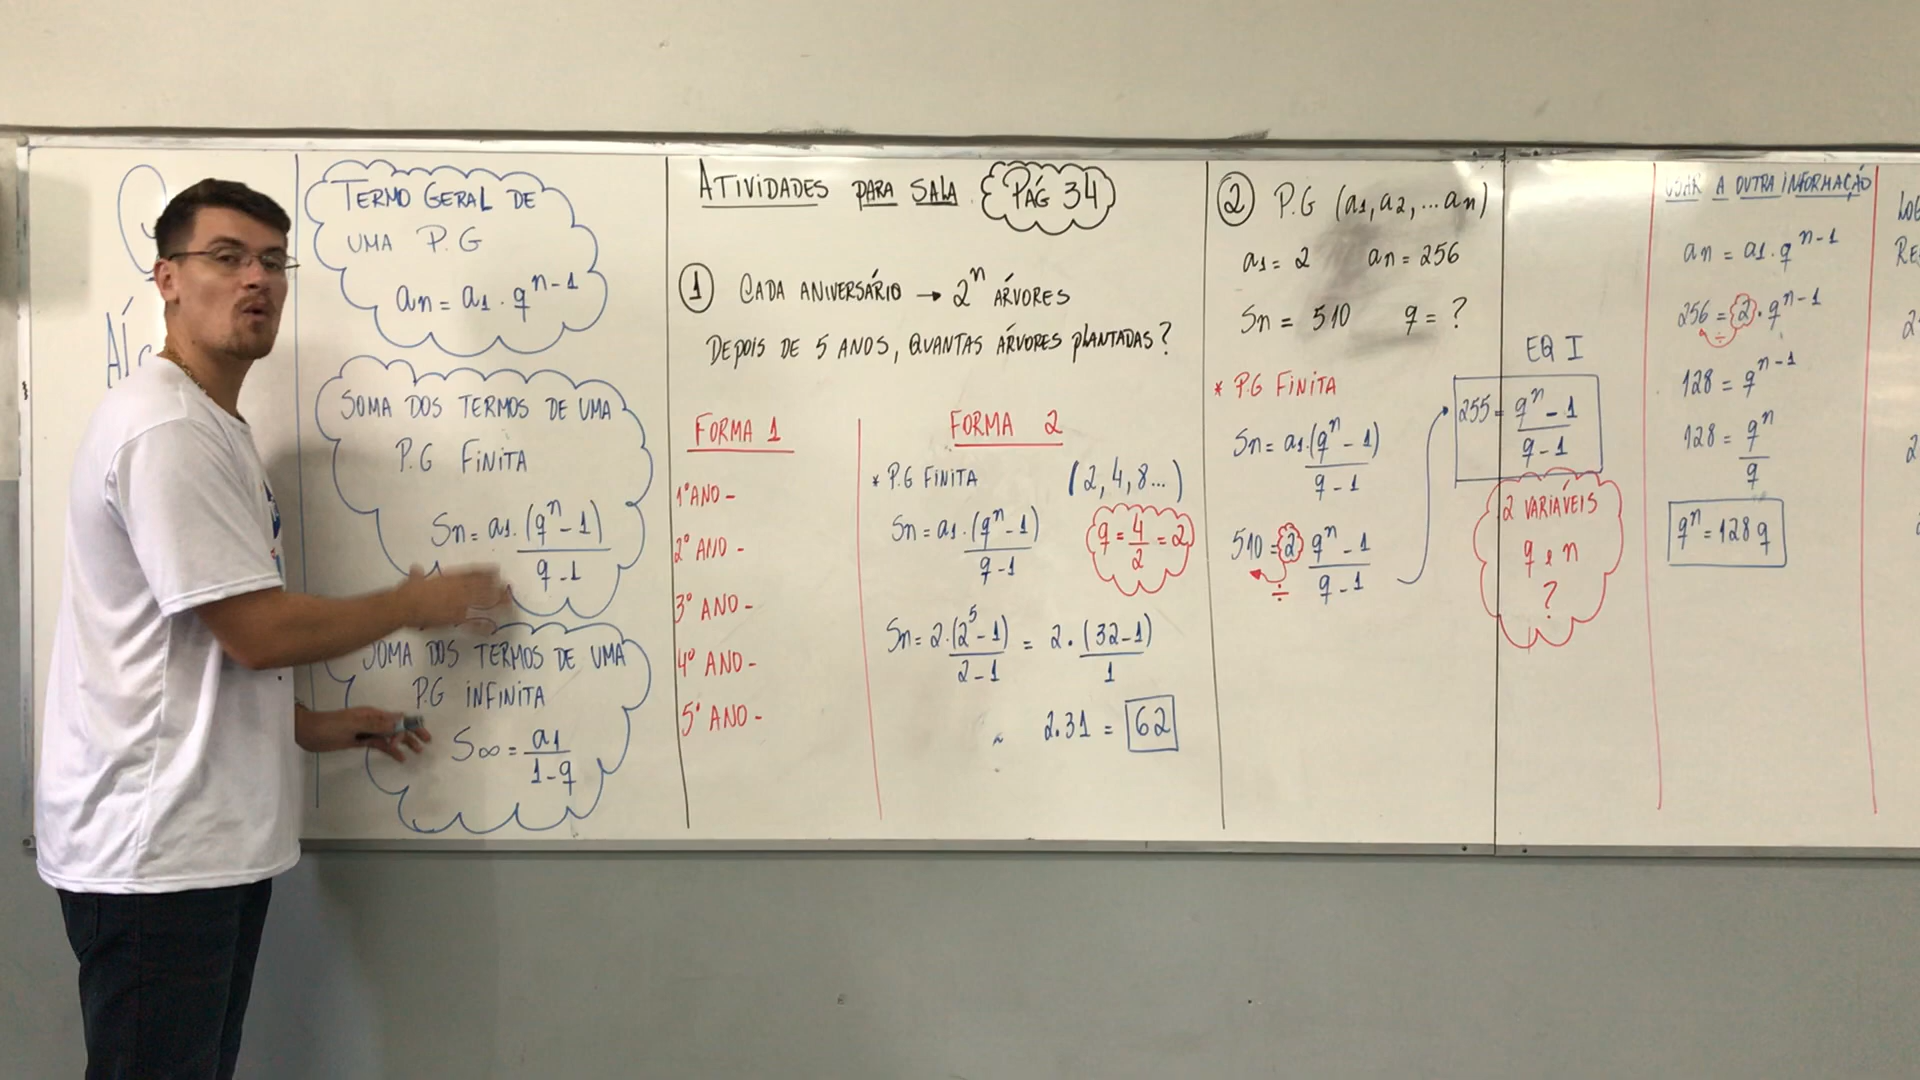 TERMO GERAL DE
UMA P.G
an = a1 . q^n-1
SOMA DOS TERMOS DE UMA
P.G FINITA
Sn = a1 . (q^n - 1)
q - 1
SOMA DOS TERMOS DE UMA
P.G INFINITA
S∞ = a1
1 - q
ATIVIDADES PARA SALA. PÁG 34
1 CADA ANIVERSÁRIO → 2^n ÁRVORES
DEPOIS DE 5 ANOS, QUANTAS ÁRVORES PLANTADAS?
FORMA 1
1º ANO -
2º ANO -
3º ANO -
4º ANO -
5º ANO -
FORMA 2
* P.G FINITA (2, 4, 8...)
Sn = a1 . (q^n - 1)
q - 1
q = 4/2 = 2
Sn = 2 . (2^5 - 1) = 2 . (32 - 1)
2 - 1 1
2.31 = 62
2 P.G (a1, a2, ... an)
a1 = 2 an = 256
Sn = 510 q = ?
* P.G FINITA
Sn = a1 . (q^n - 1)
q - 1
510 = 2 q^n - 1
÷ q - 1
EQ I
255 = q^n - 1
q - 1
2 VARIÁVEIS
q e n
?
USAR A OUTRA INFORMAÇÃO
an = a1 . q^n-1
256 = 2 . q^n-1
÷
128 = q^n-1
128 = q^n
q
q^n = 128 q